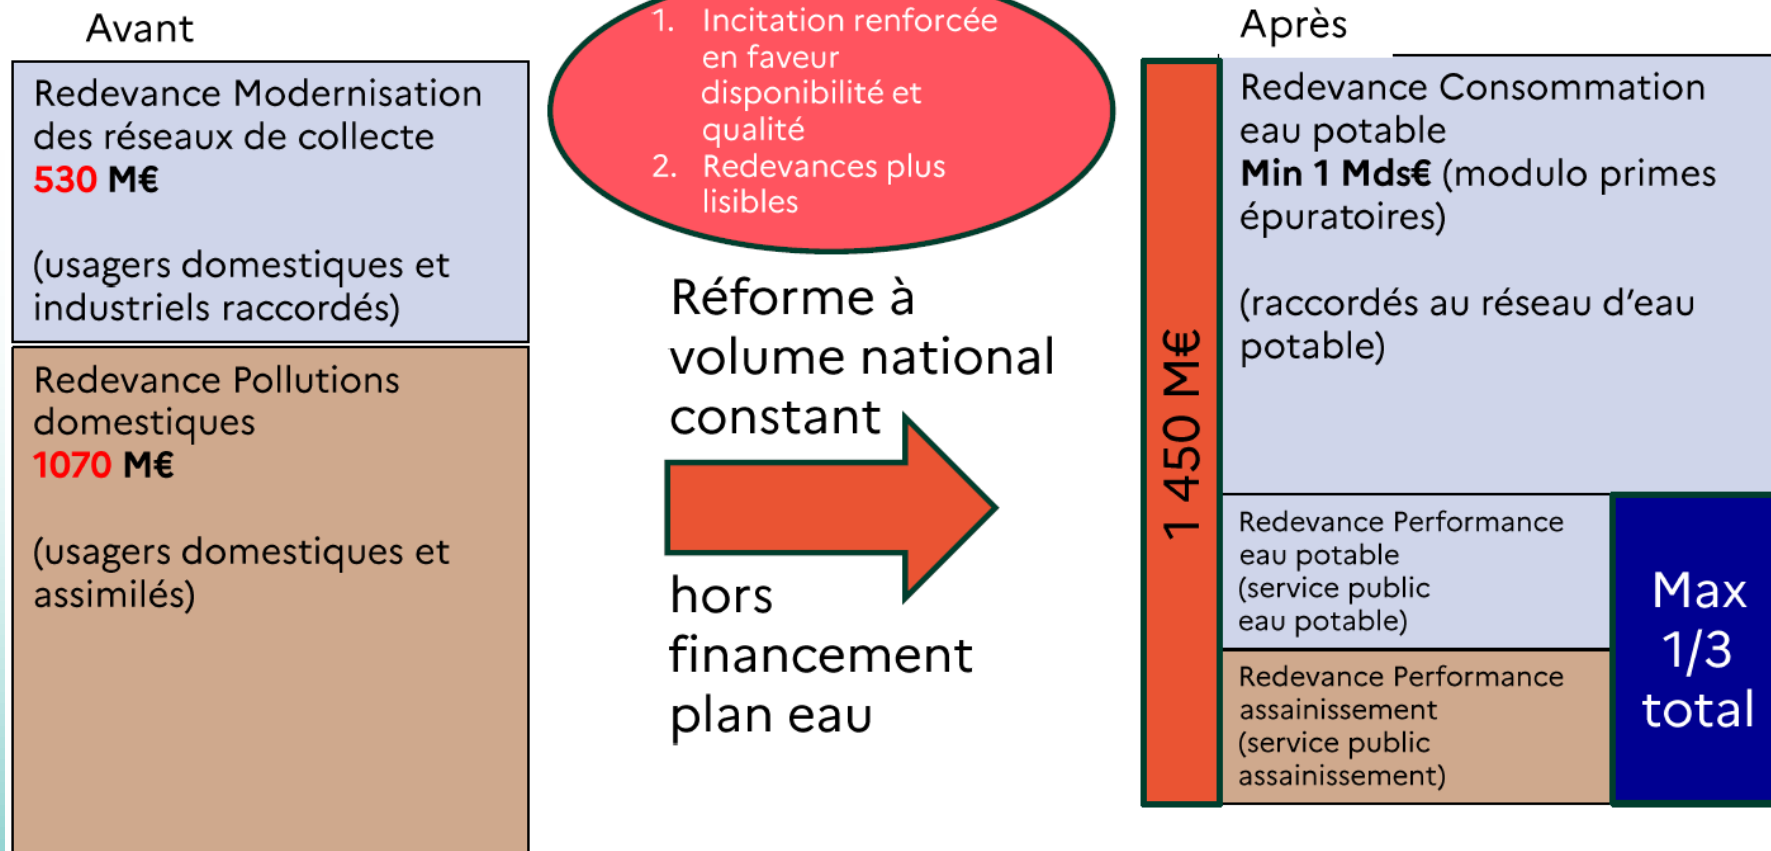 Avant
Redevance Modernisation
des réseaux de collecte
530 M€
(usagers domestiques et
industriels raccordés)
Redevance Pollutions
domestiques
1070 M€
(usagers domestiques et
assimilés)
1. Incitation renforcée
en faveur
disponibilité et
qualité
2. Redevances plus
lisibles
Réforme à
volume national
constant
hors
financement
plan eau
Après
1 450 M€
Redevance Consommation
eau potable
Min 1 Mds€ (modulo primes
épuratoires)
(raccordés au réseau d’eau
potable)
Redevance Performance
eau potable
(service public
eau potable)
Redevance Performance
assainissement
(service public
assainissement)
Max
1/3
total